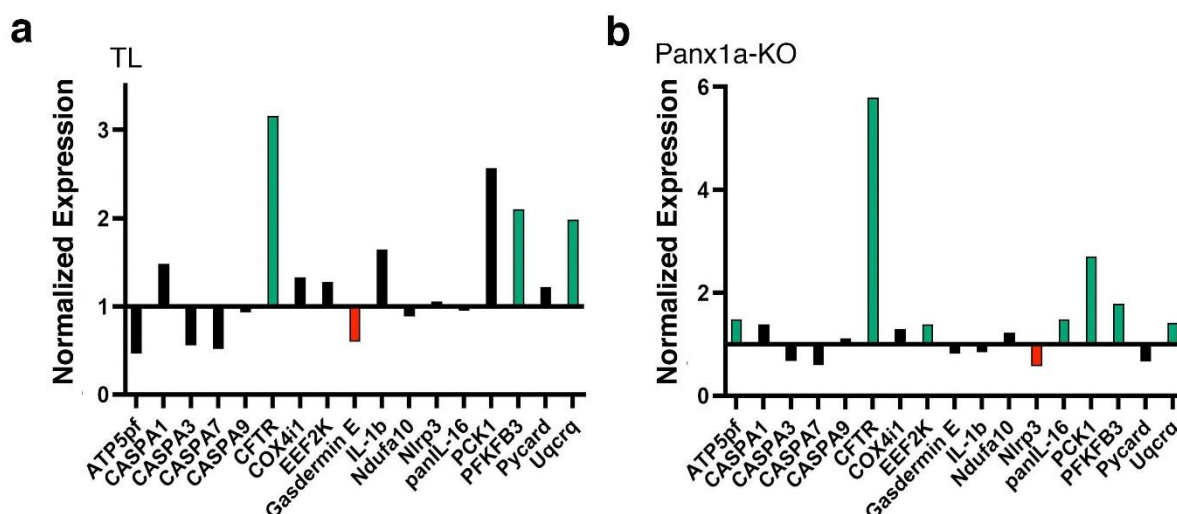 a
TL
Normalized Expression
3
2
1
0
ATP5pf
CASPA1
CASPA3
CASPA7
CASPA9
CFTR
COX4i1
EEF2K
Gasdermin E
IL-1b
Ndufa10
Nlrp3
panIL-16
PCK1
PFKFB3
Pycard
Uqcrq
b
Panx1a-KO
Normalized Expression
6
4
2
0
ATP5pf
CASPA1
CASPA3
CASPA7
CASPA9
CFTR
COX4i1
EEF2K
Gasdermin E
IL-1b
Ndufa10
Nlrp3
panIL-16
PCK1
PFKFB3
Pycard
Uqcrq